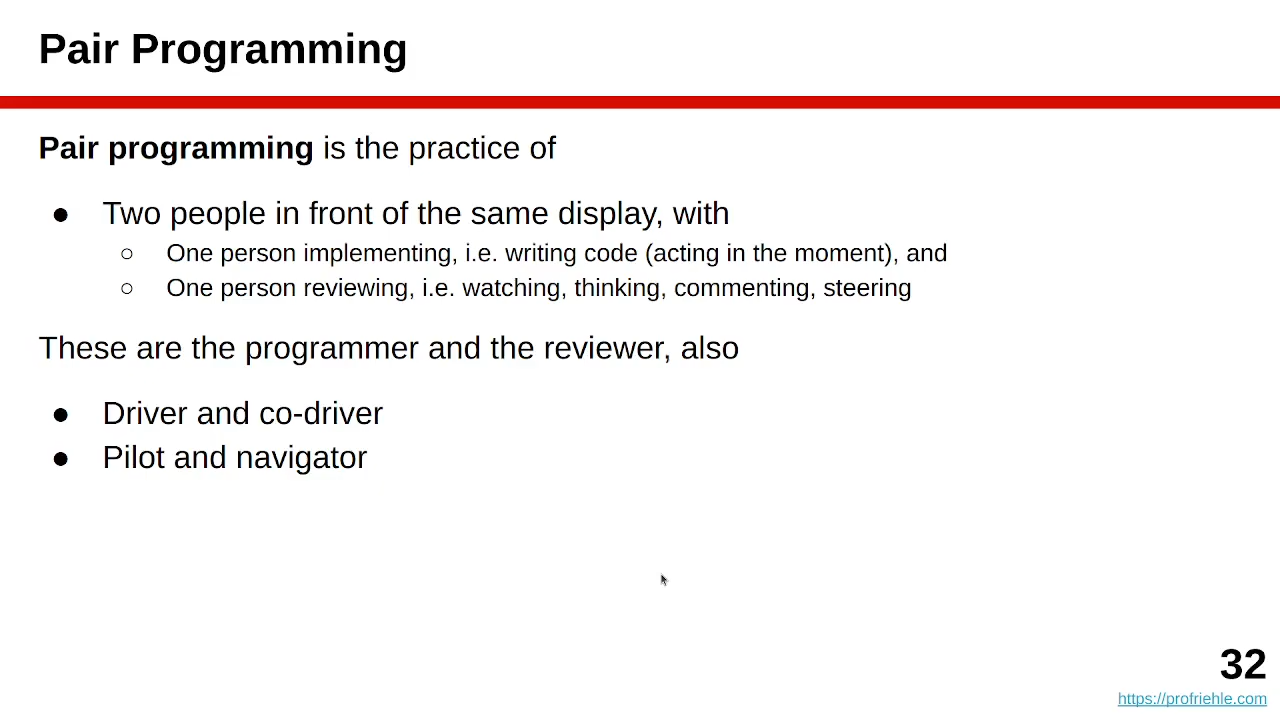 Pair Programming
Pair programming is the practice of
● Two people in front of the same display, with
○ One person implementing, i.e. writing code (acting in the moment), and
○ One person reviewing, i.e. watching, thinking, commenting, steering
These are the programmer and the reviewer, also
● Driver and co-driver
● Pilot and navigator
32
https://profriehle.com